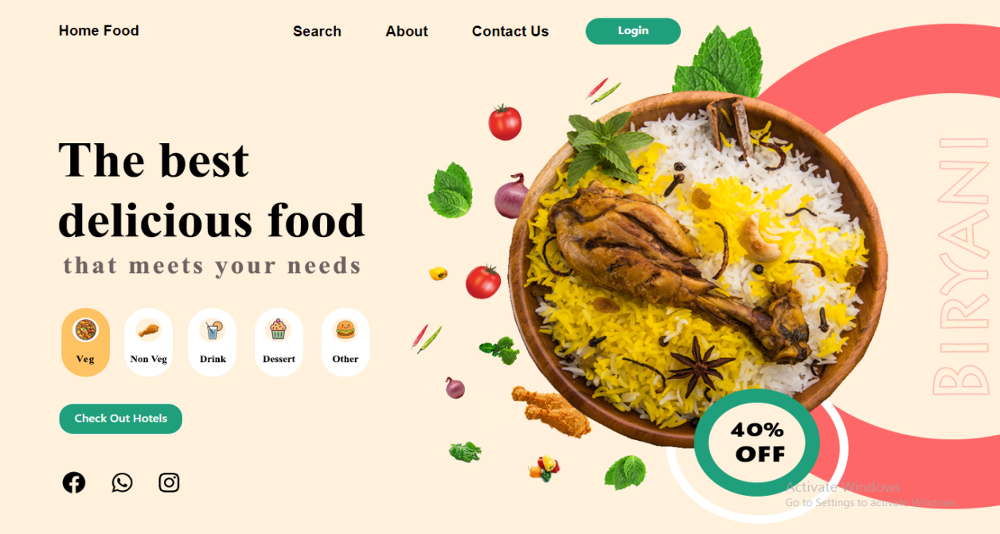 Home Food
Search
About
Contact Us
Login
The best
delicious food
that meets your needs
Veg
Non Veg
Drink
Dessert
Other
Check Out Hotels
BIRYANI
40%
OFF
Activate Windows
Go to Settings to activate Windows.